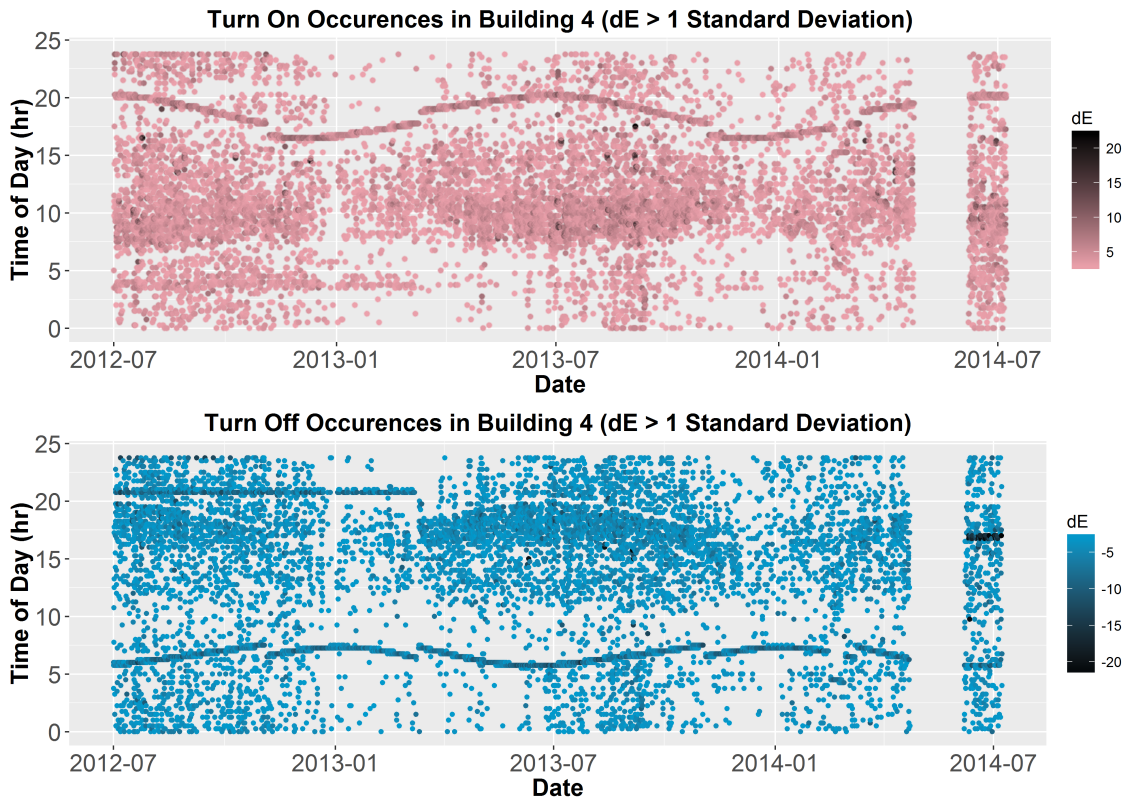 Turn On Occurences in Building 4 (dE > 1 Standard Deviation)
25
20
15
10
5
0
Time of Day (hr)
2012-07 2013-01 2013-07 2014-01 2014-07
Date
dE
20
15
10
5
Turn Off Occurences in Building 4 (dE > 1 Standard Deviation)
25
20
15
10
5
0
Time of Day (hr)
2012-07 2013-01 2013-07 2014-01 2014-07
Date
dE
-5
-10
-15
-20